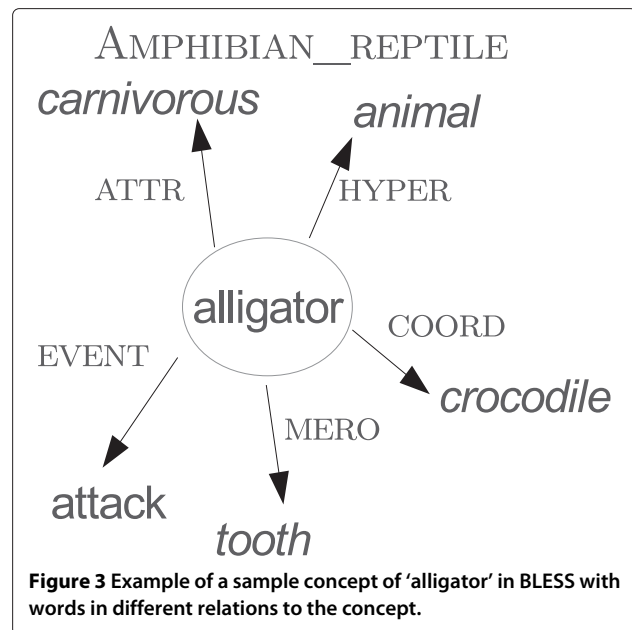 AMPHIBIAN__REPTILE
carnivorous
animal
ATTR
HYPER
alligator
COORD
EVENT
crocodile
MERO
attack
tooth
Figure 3 Example of a sample concept of ‘alligator’ in BLESS with
words in different relations to the concept.